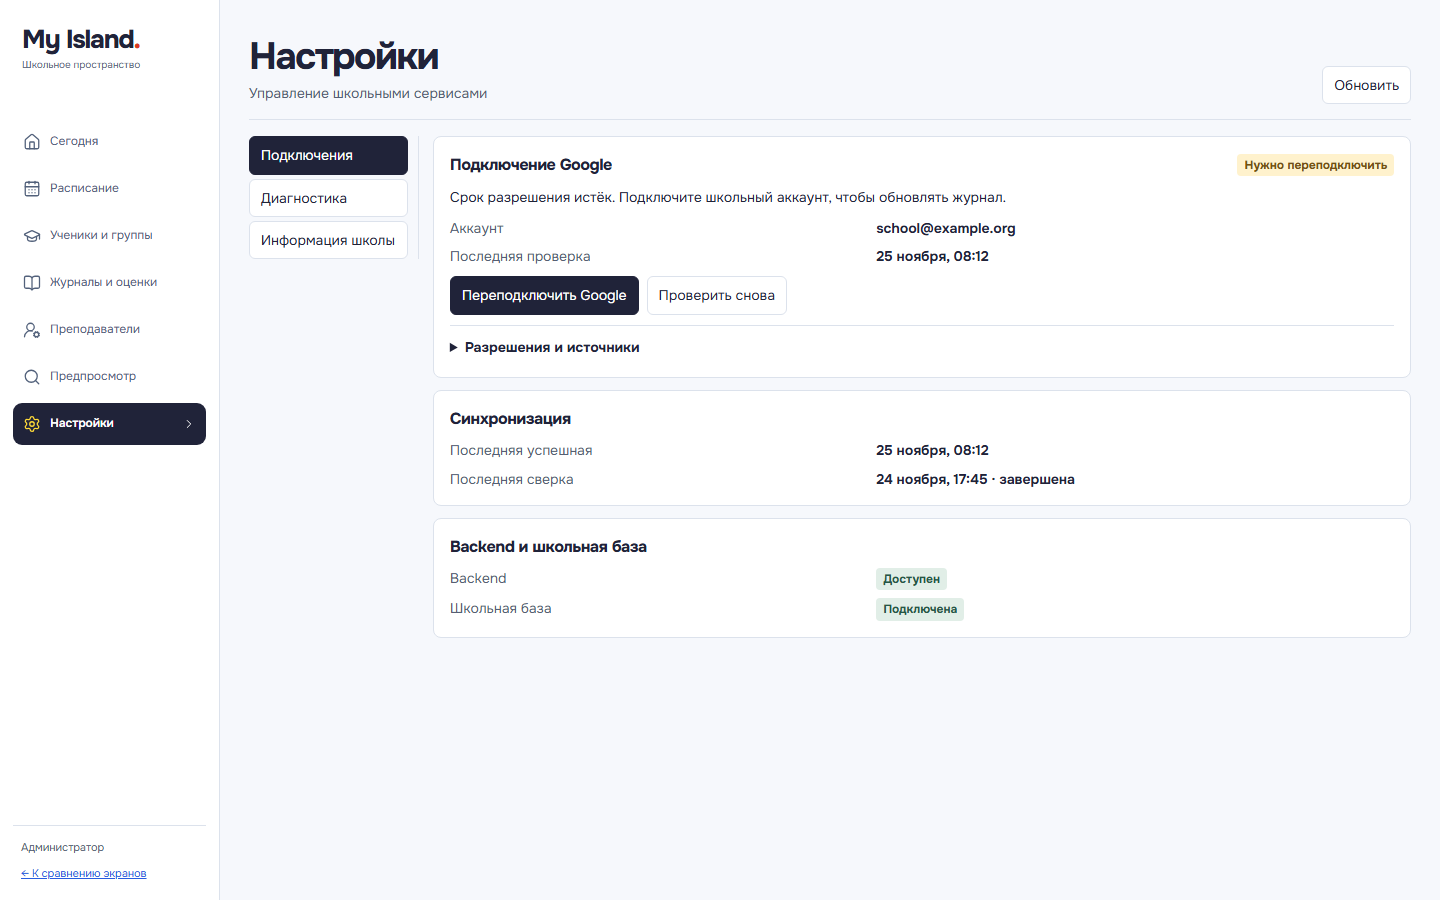 My Island.
Школьное пространство
Сегодня
Расписание
Ученики и группы
Журналы и оценки
Преподаватели
Предпросмотр
Настройки
Администратор
← К сравнению экранов
Настройки
Управление школьными сервисами
Обновить
Подключения
Диагностика
Информация школы
Подключение Google
Нужно переподключить
Срок разрешения истёк. Подключите школьный аккаунт, чтобы обновлять журнал.
Аккаунт school@example.org
Последняя проверка 25 ноября, 08:12
Переподключить Google Проверить снова
Разрешения и источники
Синхронизация
Последняя успешная 25 ноября, 08:12
Последняя сверка 24 ноября, 17:45 · завершена
Backend и школьная база
Backend Доступен
Школьная база Подключена